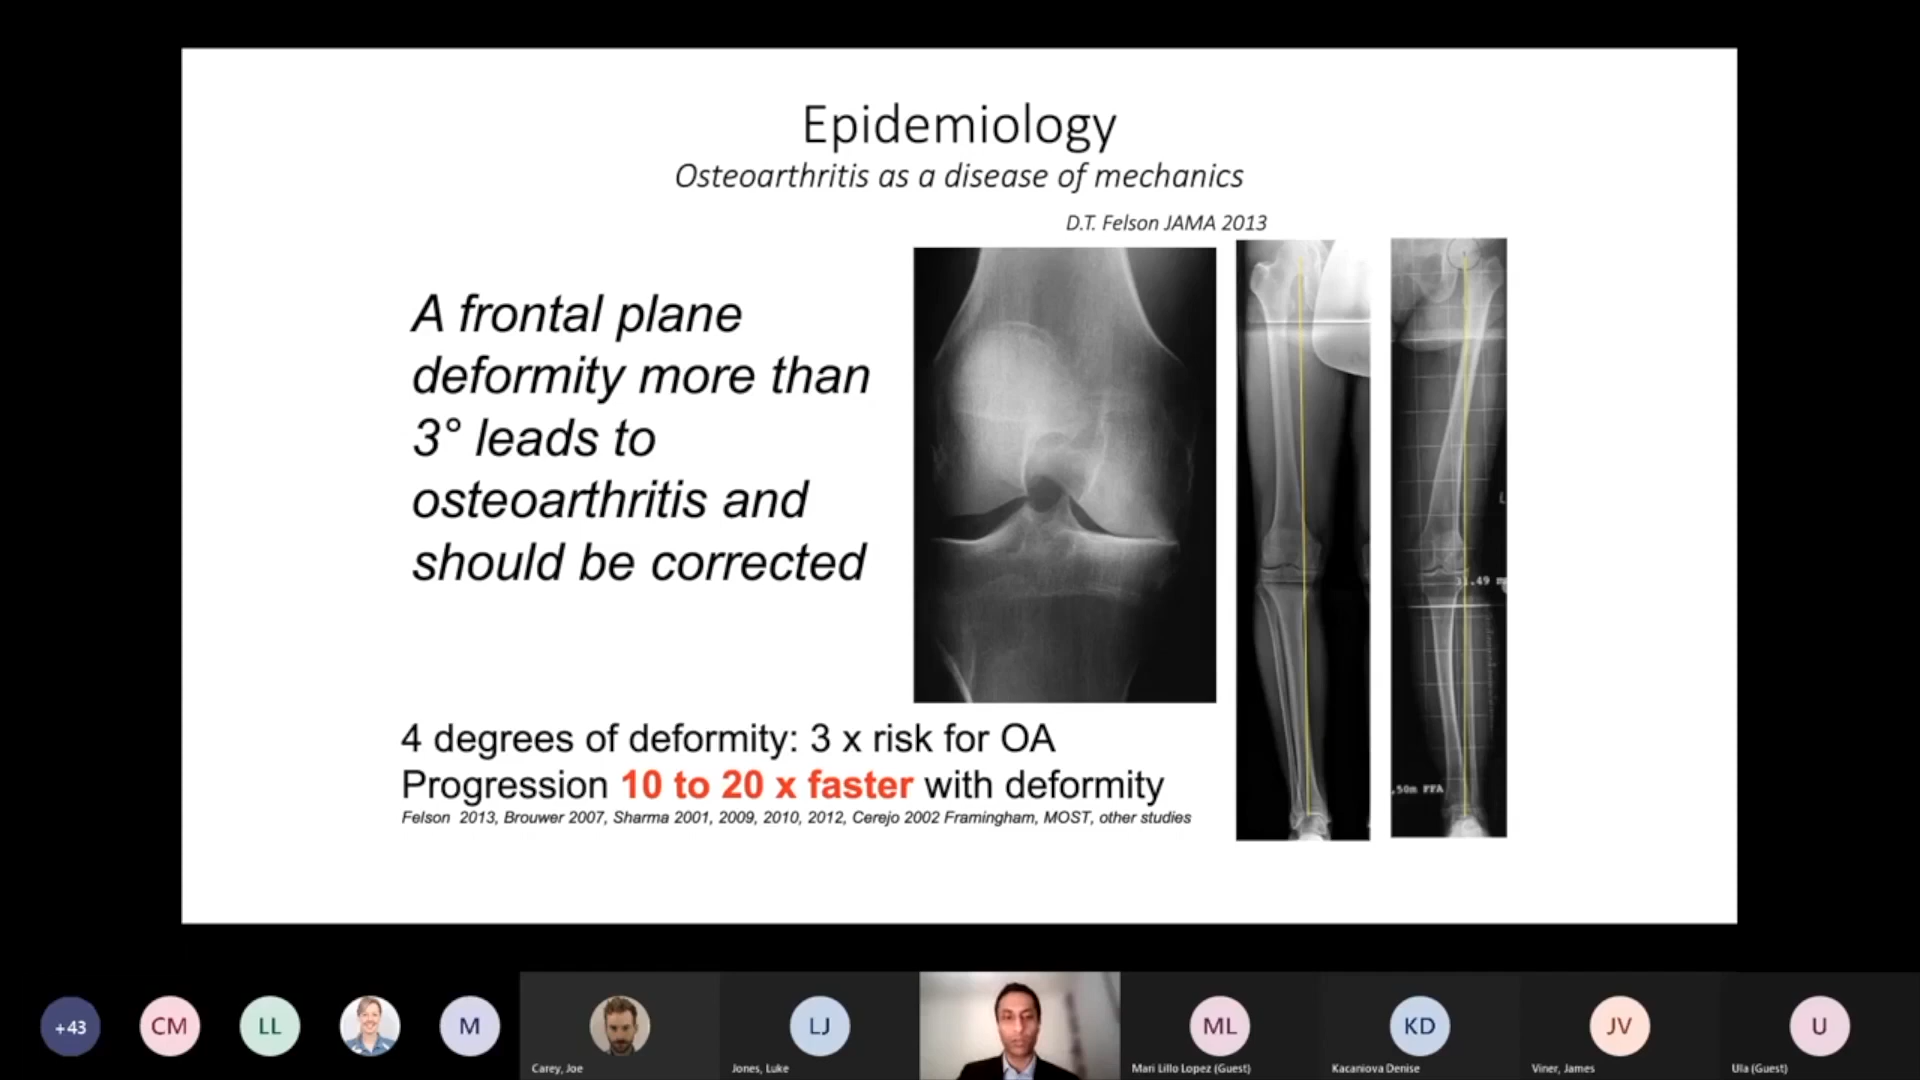 Epidemiology
Osteoarthritis as a disease of mechanics
D.T. Felson JAMA 2013
A frontal plane
deformity more than
3° leads to
osteoarthritis and
should be corrected
4 degrees of deformity: 3 x risk for OA
Progression 10 to 20 x faster with deformity
Felson 2013, Brouwer 2007, Sharma 2001, 2009, 2010, 2012, Cerejo 2002 Framingham, MOST, other studies
L
.50m FFA
+43
CM
LL
M
Carey, Joe
LJ
Jones, Luke
ML
Mari Lillo Lopez (Guest)
KD
Kacaniova Denise
JV
Viner, James
U
Ula (Guest)